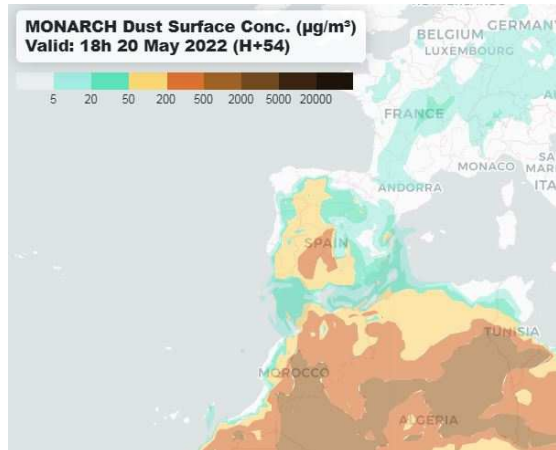 MONARCH Dust Surface Conc. (µg/m³)
Valid: 18h 20 May 2022 (H+54)
5 20 50 200 500 2000 5000 20000
BELGIUM
GERMANY
LUXEMBOURG
FRANCE
MONACO
ANDORRA
SPAIN
TUNISIA
MOROCCO
ALGERIA